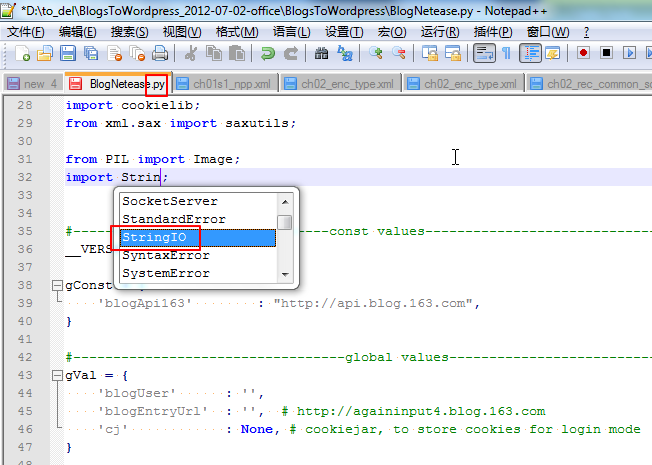 *D:\to_del\BlogsToWordpress_2012-07-02-office\BlogsToWordpress\BlogNetease.py - Notepad++
文件(F) 编辑(E) 搜索(S) 视图(V) 格式(M) 语言(L) 设置(T) 宏(O) 运行(R) 插件(P) 窗口(W) ?
new 4 BlogNetease.py ch01s1_npp.xml ch02_enc_type.xml ch02_enc_type.xml ch02_rec_common_so
28 import cookielib;
29 from xml.sax import saxutils;
30
31 from PIL import Image;
32 import Strin;
33
SocketServer
34
StandardError
35 #const values
StringIO
36 __VERS
SyntaxError
37
SystemError
38 gConst
39 'blogApi163' : "http://api.blog.163.com",
40 }
41
42 #----------------------------------global values----------------------
43 gVal = {
44 'blogUser' : '',
45 'blogEntryUrl' : '', # http://againinput4.blog.163.com
46 'cj' : None, # cookiejar, to store cookies for login mode
47 }
48